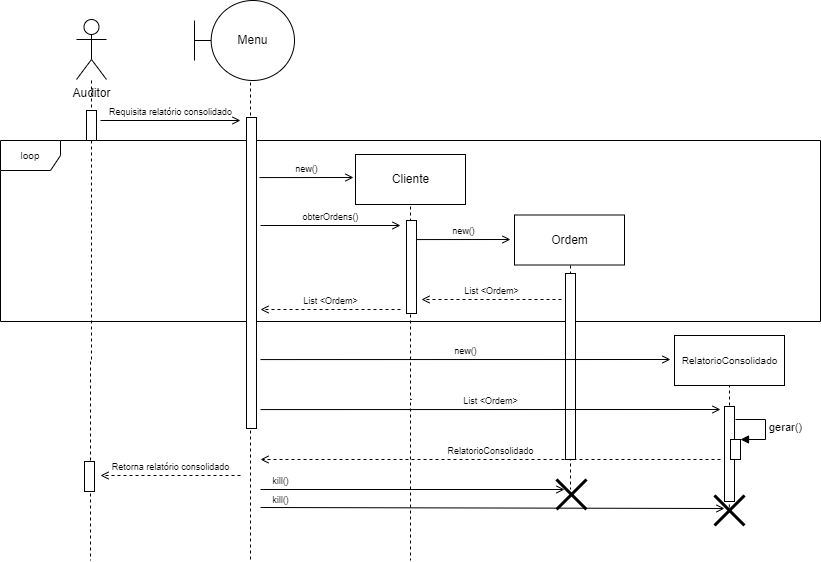 Menu
Auditor
Requisita relatório consolidado
loop
new()
Cliente
obterOrdens()
new()
Ordem
List <Ordem>
List <Ordem>
new()
RelatorioConsolidado
List <Ordem>
gerar()
RelatorioConsolidado
Retorna relatório consolidado
kill()
kill()